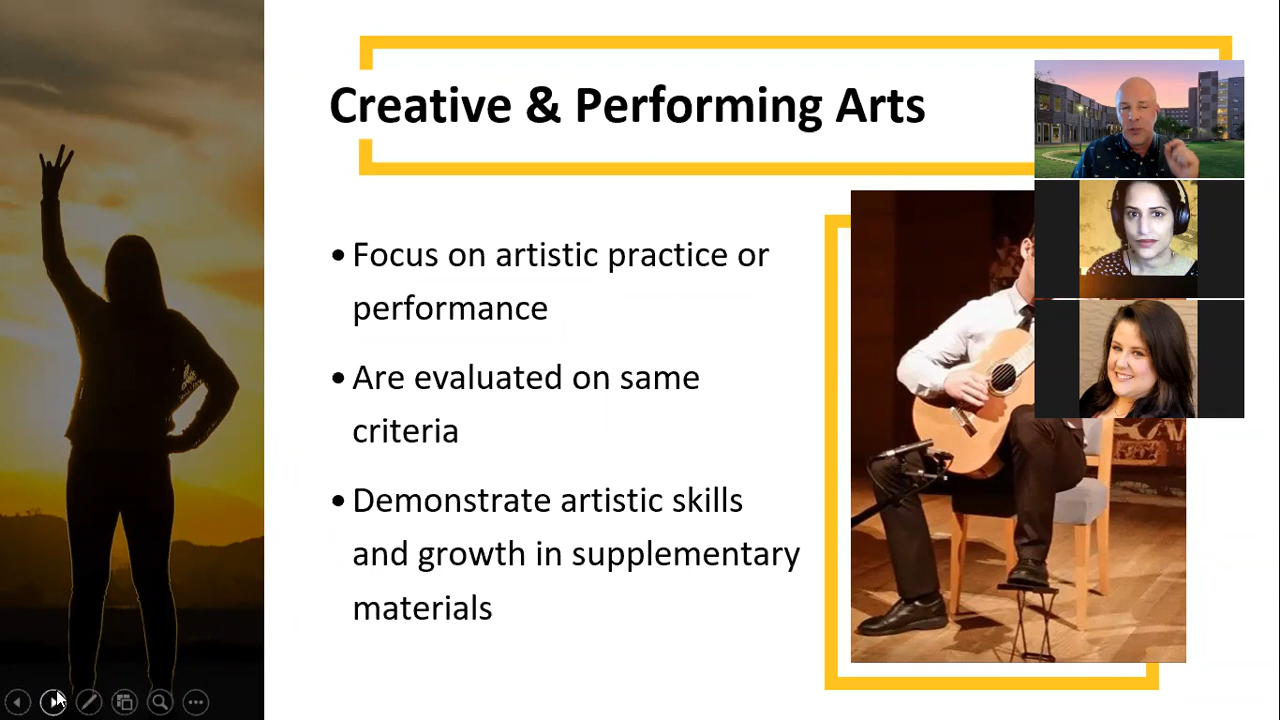 Creative & Performing Arts
• Focus on artistic practice or
performance
• Are evaluated on same
criteria
• Demonstrate artistic skills
and growth in supplementary
materials